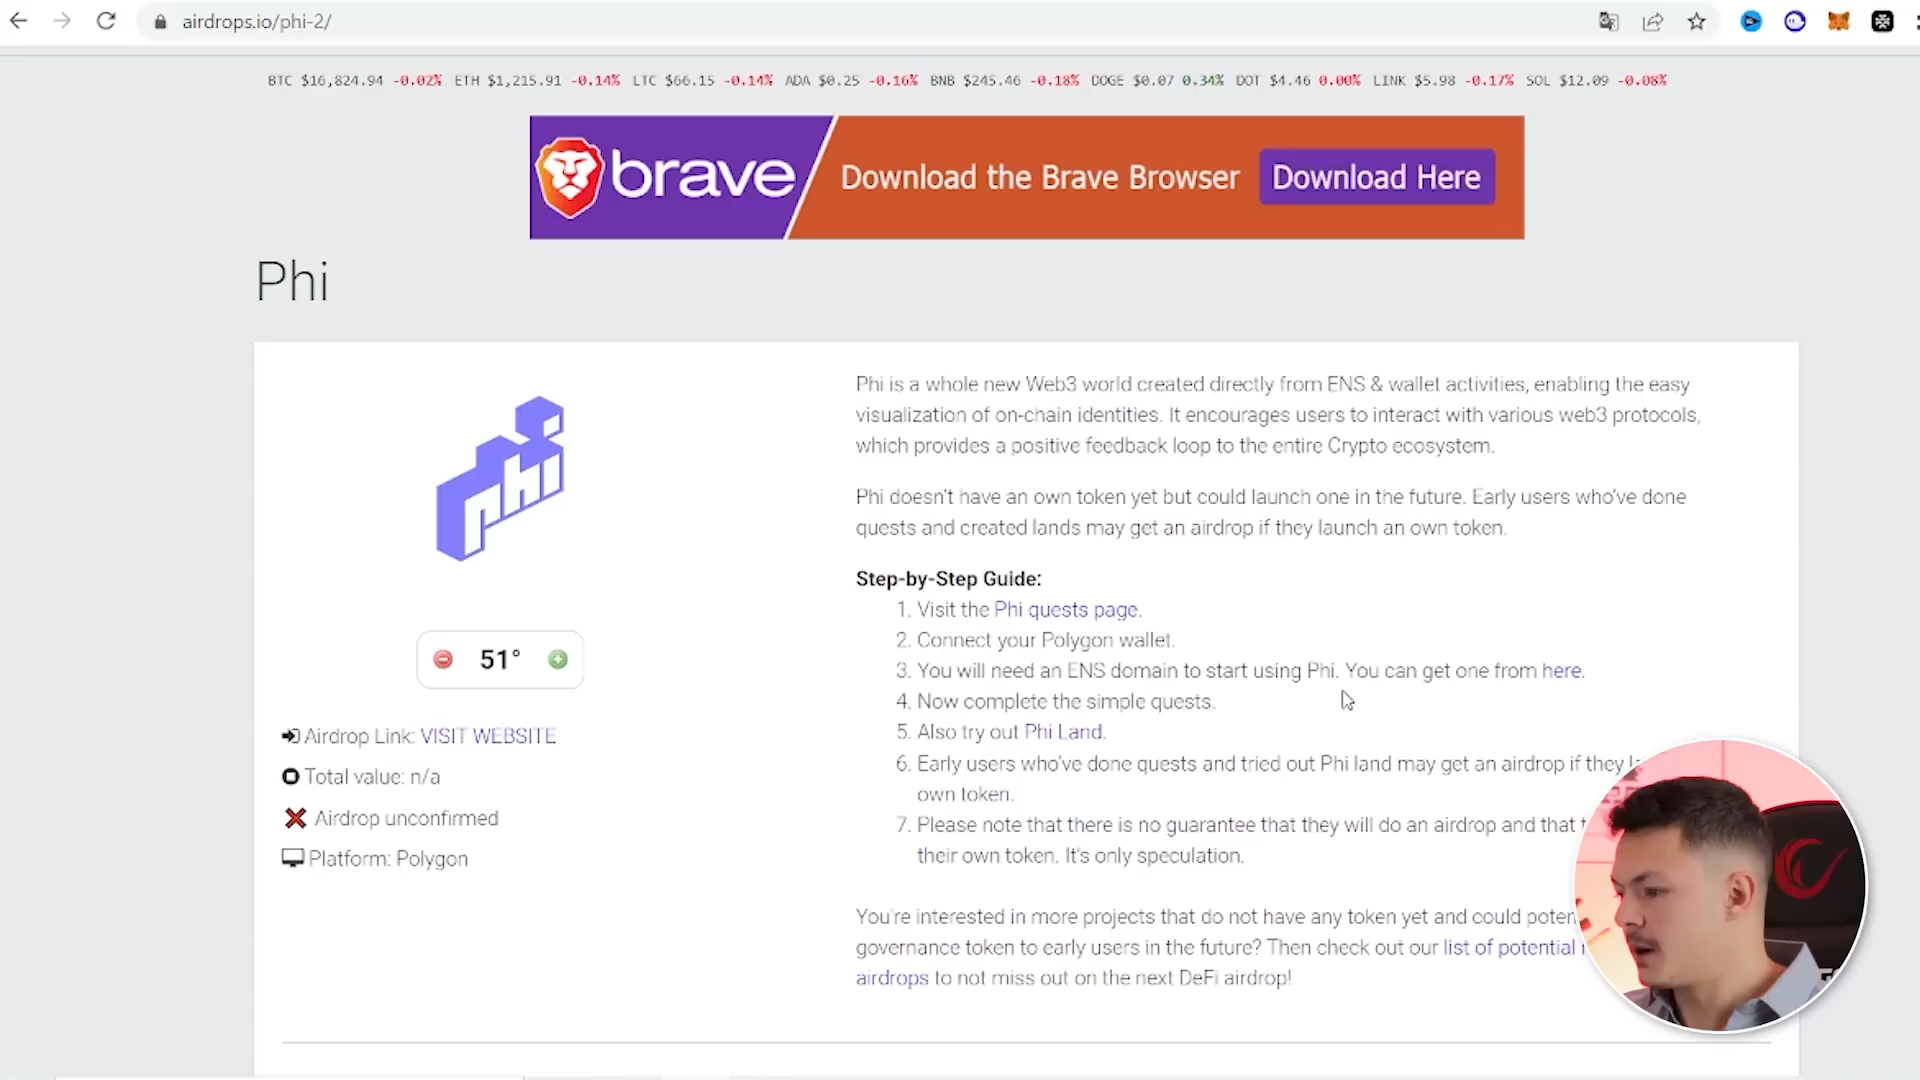 airdrops.io/phi-2/
BTC $16,824.94 -0.02% ETH $1,215.91 -0.14% LTC $66.15 -0.14% ADA $0.25 -0.16% BNB $245.46 -0.18% DOGE $0.07 0.34% DOT $4.46 0.00% LINK $5.98 -0.17% SOL $12.09 -0.08%
brave Download the Brave Browser Download Here
Phi
phi
51°
Airdrop Link: VISIT WEBSITE
Total value: n/a
Airdrop unconfirmed
Platform: Polygon
Phi is a whole new Web3 world created directly from ENS & wallet activities, enabling the easy
visualization of on-chain identities. It encourages users to interact with various web3 protocols,
which provides a positive feedback loop to the entire Crypto ecosystem.
Phi doesn't have an own token yet but could launch one in the future. Early users who've done
quests and created lands may get an airdrop if they launch an own token.
Step-by-Step Guide:
1. Visit the Phi quests page.
2. Connect your Polygon wallet.
3. You will need an ENS domain to start using Phi. You can get one from here.
4. Now complete the simple quests.
5. Also try out Phi Land.
6. Early users who've done quests and tried out Phi land may get an airdrop if they
own token.
7. Please note that there is no guarantee that they will do an airdrop and that
their own token. It's only speculation.
You're interested in more projects that do not have any token yet and could
governance token to early users in the future? Then check out our list of potential
airdrops to not miss out on the next DeFi airdrop!